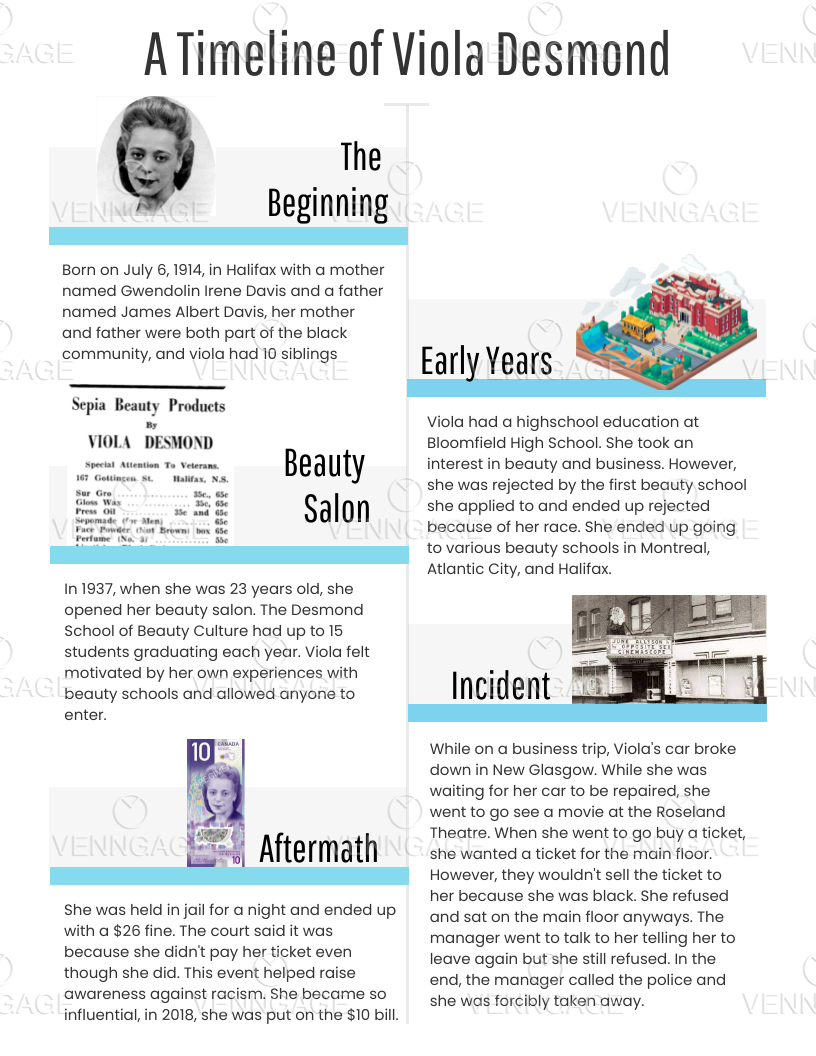 A Timeline of Viola Desmond
The
Beginning
Born on July 6, 1914, in Halifax with a mother
named Gwendolin Irene Davis and a father
named James Albert Davis, her mother
and father were both part of the black
community, and viola had 10 siblings
Early Years
Viola had a highschool education at
Bloomfield High School. She took an
interest in beauty and business. However,
she was rejected by the first beauty school
she applied to and ended up rejected
because of her race. She ended up going
to various beauty schools in Montreal,
Atlantic City, and Halifax.
Sepia Beauty Products
By
VIOLA DESMOND
Special Attention To Veterans.
167 Gottingen St. Halifax, N.S.
Sur Gro 35c., 65c
Gloss Wax 35c, 65c
Press Oil 35c and 65c
Sepomade (for Men) 65c
Face Powder (Nut Brown) box 65c
Perfume (No. 3) 55c
Beauty
Salon
In 1937, when she was 23 years old, she
opened her beauty salon. The Desmond
School of Beauty Culture had up to 15
students graduating each year. Viola felt
motivated by her own experiences with
beauty schools and allowed anyone to
enter.
JUNE ALLYSON
OPPOSITE SEX
CINEMASCOPE
Incident
While on a business trip, Viola's car broke
down in New Glasgow. While she was
waiting for her car to be repaired, she
went to go see a movie at the Roseland
Theatre. When she went to go buy a ticket,
she wanted a ticket for the main floor.
However, they wouldn't sell the ticket to
her because she was black. She refused
and sat on the main floor anyways. The
manager went to talk to her telling her to
leave again but she still refused. In the
end, the manager called the police and
she was forcibly taken away.
10
CANADA
10
Aftermath
She was held in jail for a night and ended up
with a $26 fine. The court said it was
because she didn't pay her ticket even
though she did. This event helped raise
awareness against racism. She became so
influential, in 2018, she was put on the $10 bill.
VENNGAGE